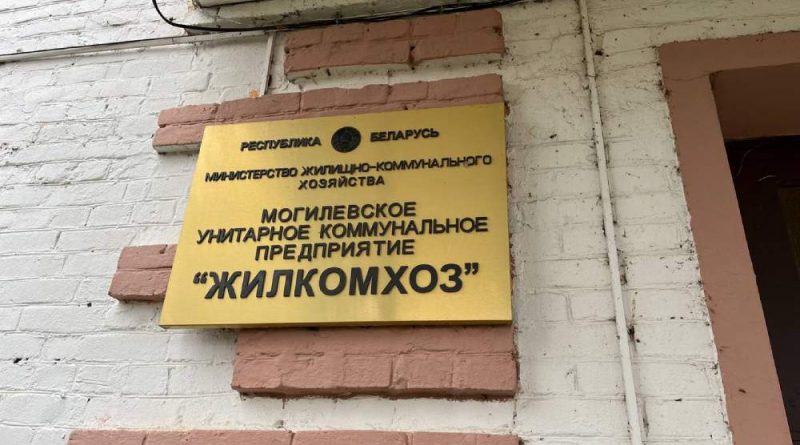 РЕСПУБЛИКА БЕЛАРУСЬ
МИНИСТЕРСТВО ЖИЛИЩНО-КОММУНАЛЬНОГО
ХОЗЯЙСТВА
МОГИЛЕВСКОЕ
УНИТАРНОЕ КОММУНАЛЬНОЕ
ПРЕДПРИЯТИЕ
“ЖИЛКОМХОЗ”